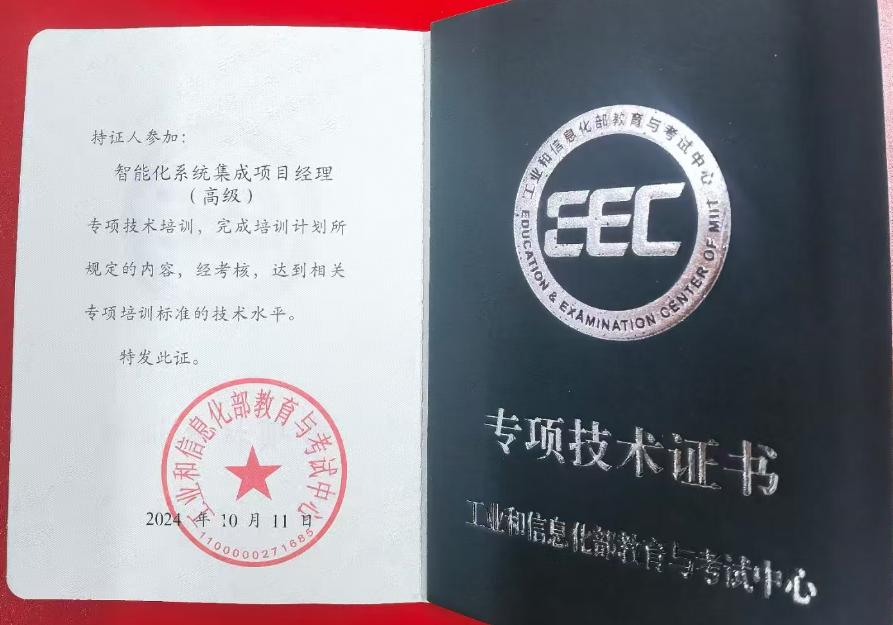 持证人参加：
智能化系统集成项目经理
（高级）
专项技术培训，完成培训计划所
规定的内容，经考核，达到相关
专项培训标准的技术水平。
特发此证。
工业和信息化部教育与考试中心
2024 年 10 月 11 日
1100000271685
工业和信息化部教育与考试中心
EEC
EDUCATION & EXAMINATION CENTER OF MIIT
专项技术证书
工业和信息化部教育与考试中心